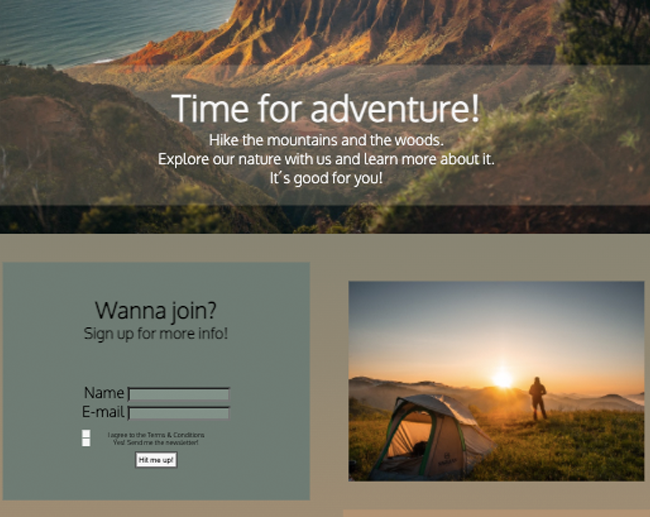 Time for adventure!
Hike the mountains and the woods.
Explore our nature with us and learn more about it.
It´s good for you!
Wanna join?
Sign up for more info!
Name
E-mail
I agree to the Terms & Conditions
Yes! Send me the newsletter!
Hit me up!